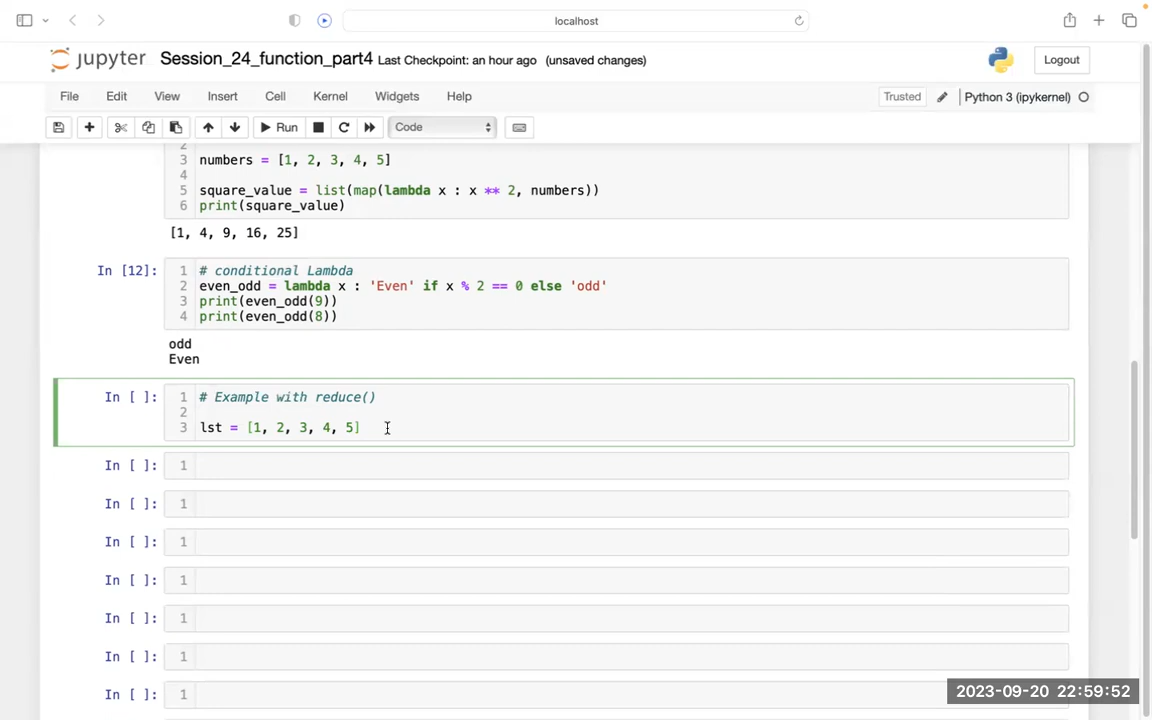 localhost
jupyter Session_24_function_part4 Last Checkpoint: an hour ago (unsaved changes) Logout
File Edit View Insert Cell Kernel Widgets Help Trusted Python 3 (ipykernel)
Run Code
2
3 numbers = [1, 2, 3, 4, 5]
4
5 square_value = list(map(lambda x : x ** 2, numbers))
6 print(square_value)
[1, 4, 9, 16, 25]
In [12]: 1 # conditional Lambda
2 even_odd = lambda x : 'Even' if x % 2 == 0 else 'odd'
3 print(even_odd(9))
4 print(even_odd(8))
odd
Even
In [ ]: 1 # Example with reduce()
2
3 lst = [1, 2, 3, 4, 5]
In [ ]: 1
In [ ]: 1
In [ ]: 1
In [ ]: 1
In [ ]: 1
In [ ]: 1
In [ ]: 1
2023-09-20 22:59:52